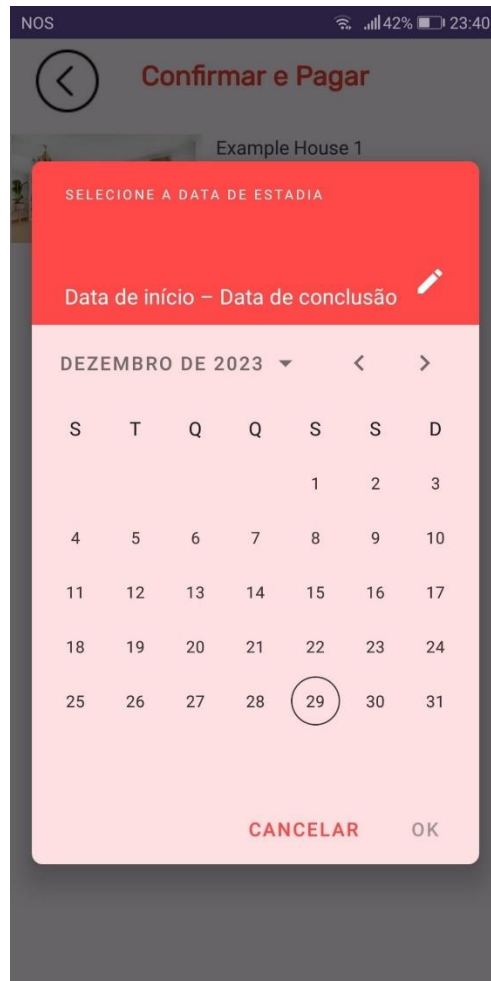 NOS 42% 23:40
Confirmar e Pagar
Example House 1
SELECIONE A DATA DE ESTADIA
Data de início – Data de conclusão
DEZEMBRO DE 2023
S T Q Q S S D
1 2 3
4 5 6 7 8 9 10
11 12 13 14 15 16 17
18 19 20 21 22 23 24
25 26 27 28 29 30 31
CANCELAR OK